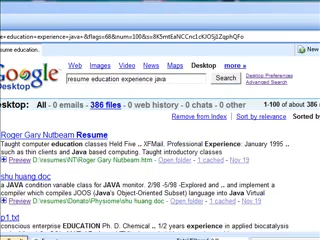 e+education+experience+java+&flags=68&num=100&s=8K5mtEaNCCnc1cKJOSj1ZqphQFo
esume education.
Web Images Video News Maps Desktop more »
Google
Desktop
resume education experience java
Search
Desktop Preferences
Advanced Search
Desktop: All - 0 emails - 386 files - 0 web history - 0 chats - 0 other 1-100 of about 386
Remove from Index | Sort by relevance Sorted by
Roger Gary Nutbeam Resume
Taught computer education classes Held Five .. XFMail. Professional Experience: January 1995 ..
such as thin clients and Java based computing. Taught introductory classes
Preview D:\resumes\NT\Roger Gary Nutbeam.htm - Open folder - 1 cached - Nov 19
shu huang doc
a JAVA condition variable class for JAVA monitor. 2/98 -5/98 -Explored and .. and implement a
compiler which compiles JOOS (Java's Object-Oriented Subset) language into Java Virtual
Preview D:\resumes\Donato\Physiome\shu huang.doc - Open folder - 1 cached - Nov 19
p1.txt
conscious enterprise EDUCATION Ph. D. Chemical .. 1/2 years experience in applied biocatalysis